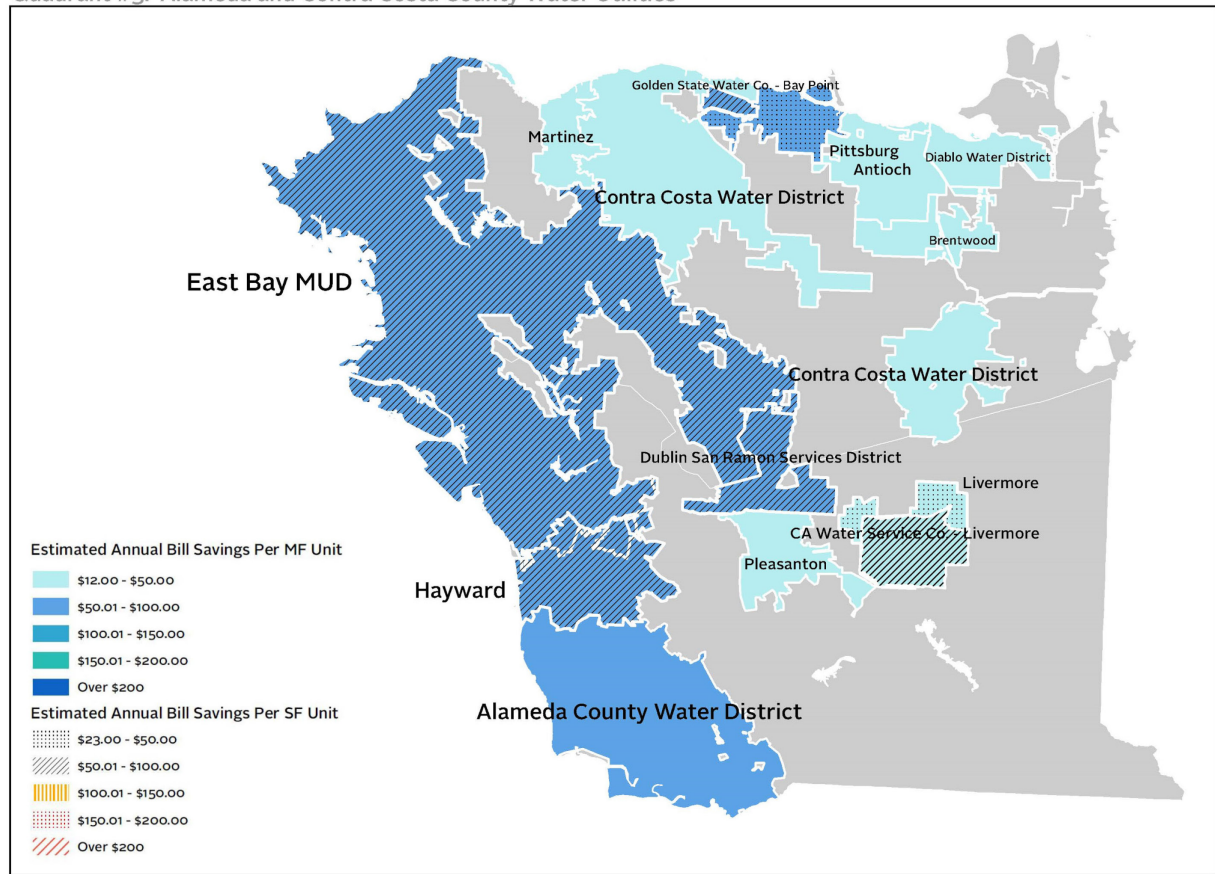 Golden State Water Co. - Bay Point
Martinez
Pittsburg
Antioch
Diablo Water District
Contra Costa Water District
Brentwood
East Bay MUD
Contra Costa Water District
Dublin San Ramon Services District
Livermore
CA Water Service Co. - Livermore
Pleasanton
Hayward
Alameda County Water District
Estimated Annual Bill Savings Per MF Unit
$12.00 - $50.00
$50.01 - $100.00
$100.01 - $150.00
$150.01 - $200.00
Over $200
Estimated Annual Bill Savings Per SF Unit
$23.00 - $50.00
$50.01 - $100.00
$100.01 - $150.00
$150.01 - $200.00
Over $200